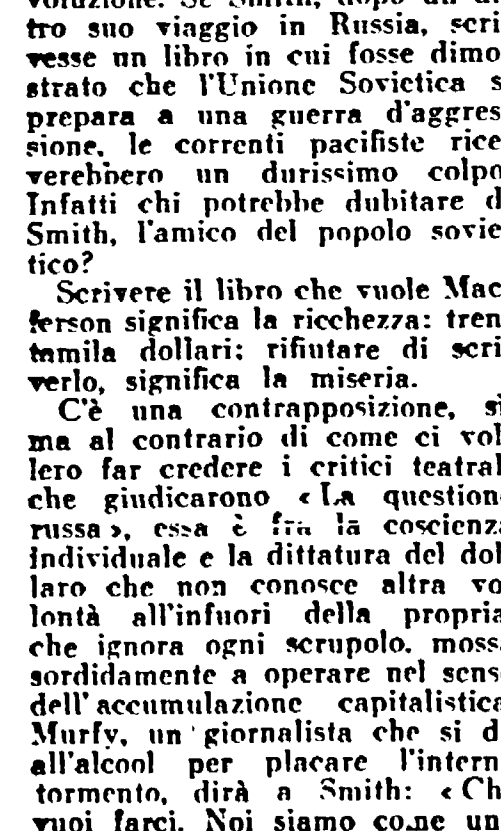 voluzione. Se Smith, dopo un al
tro suo viaggio in Russia, scri
vesse un libro in cui fosse dimo
strato che l'Unione Sovietica s
prepara a una guerra d'aggres
sione, le correnti pacifiste rice
verebbero un durissimo colpo
Infatti chi potrebbe dubitare d
Smith, l'amico del popolo sovie
tico?
Scrivere il libro che vuole Mac
ferson significa la ricchezza: tren
tamila dollari; rifiutare di scri
verlo, significa la miseria.
C'è una contrapposizione, si
ma al contrario di come ci vol
lero far credere i critici teatral
che giudicarono «La question
russa», essa è fra la coscienz
individuale e la dittatura del dol
laro che non conosce altra vo
lontà all'infuori della propria
che ignora ogni scrupolo, moss
sordidamente a operare nel sens
dell'accumulazione capitalistica
Murfy, un giornalista che si d
all'alcool per placare l'intern
tormento, dirà a Smith: «Ch
vuoi farci. Noi siamo come un